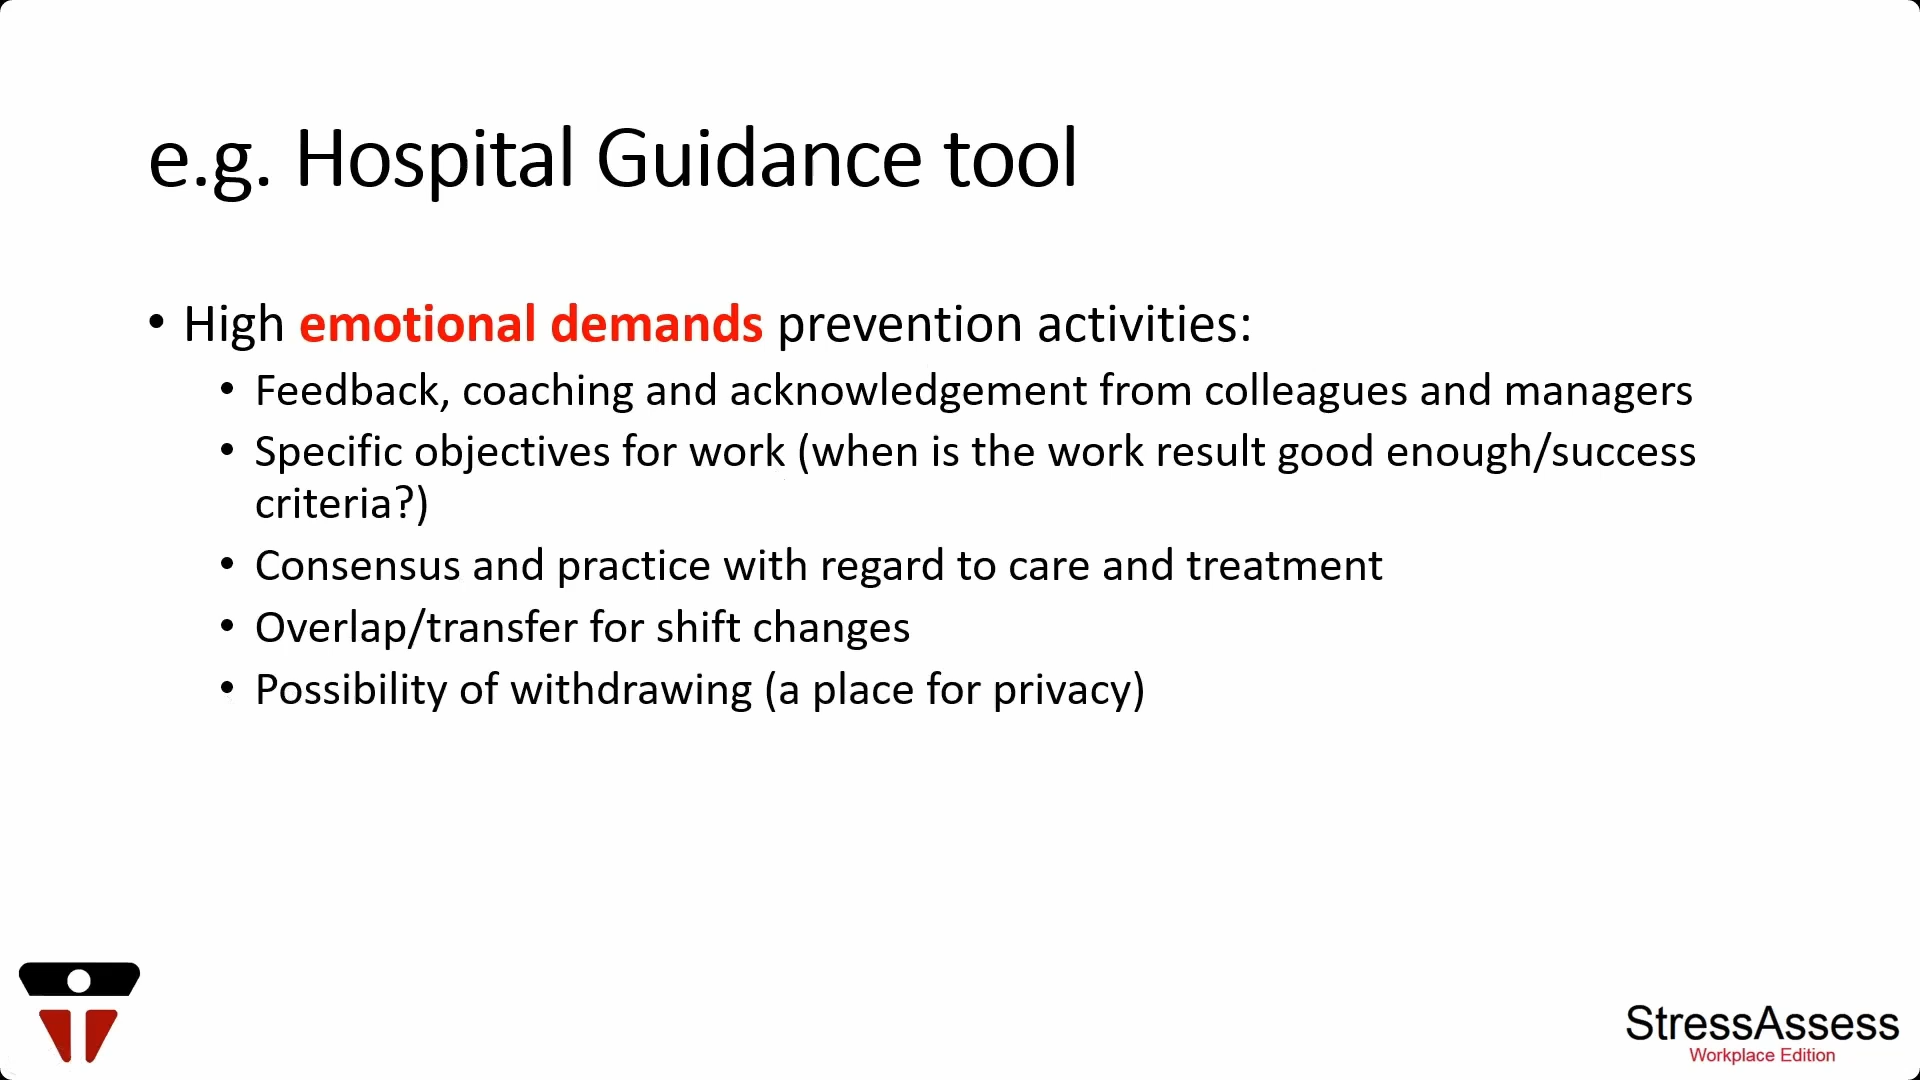 e.g. Hospital Guidance tool
• High emotional demands prevention activities:
• Feedback, coaching and acknowledgement from colleagues and managers
• Specific objectives for work (when is the work result good enough/success
criteria?)
• Consensus and practice with regard to care and treatment
• Overlap/transfer for shift changes
• Possibility of withdrawing (a place for privacy)
StressAssess
Workplace Edition